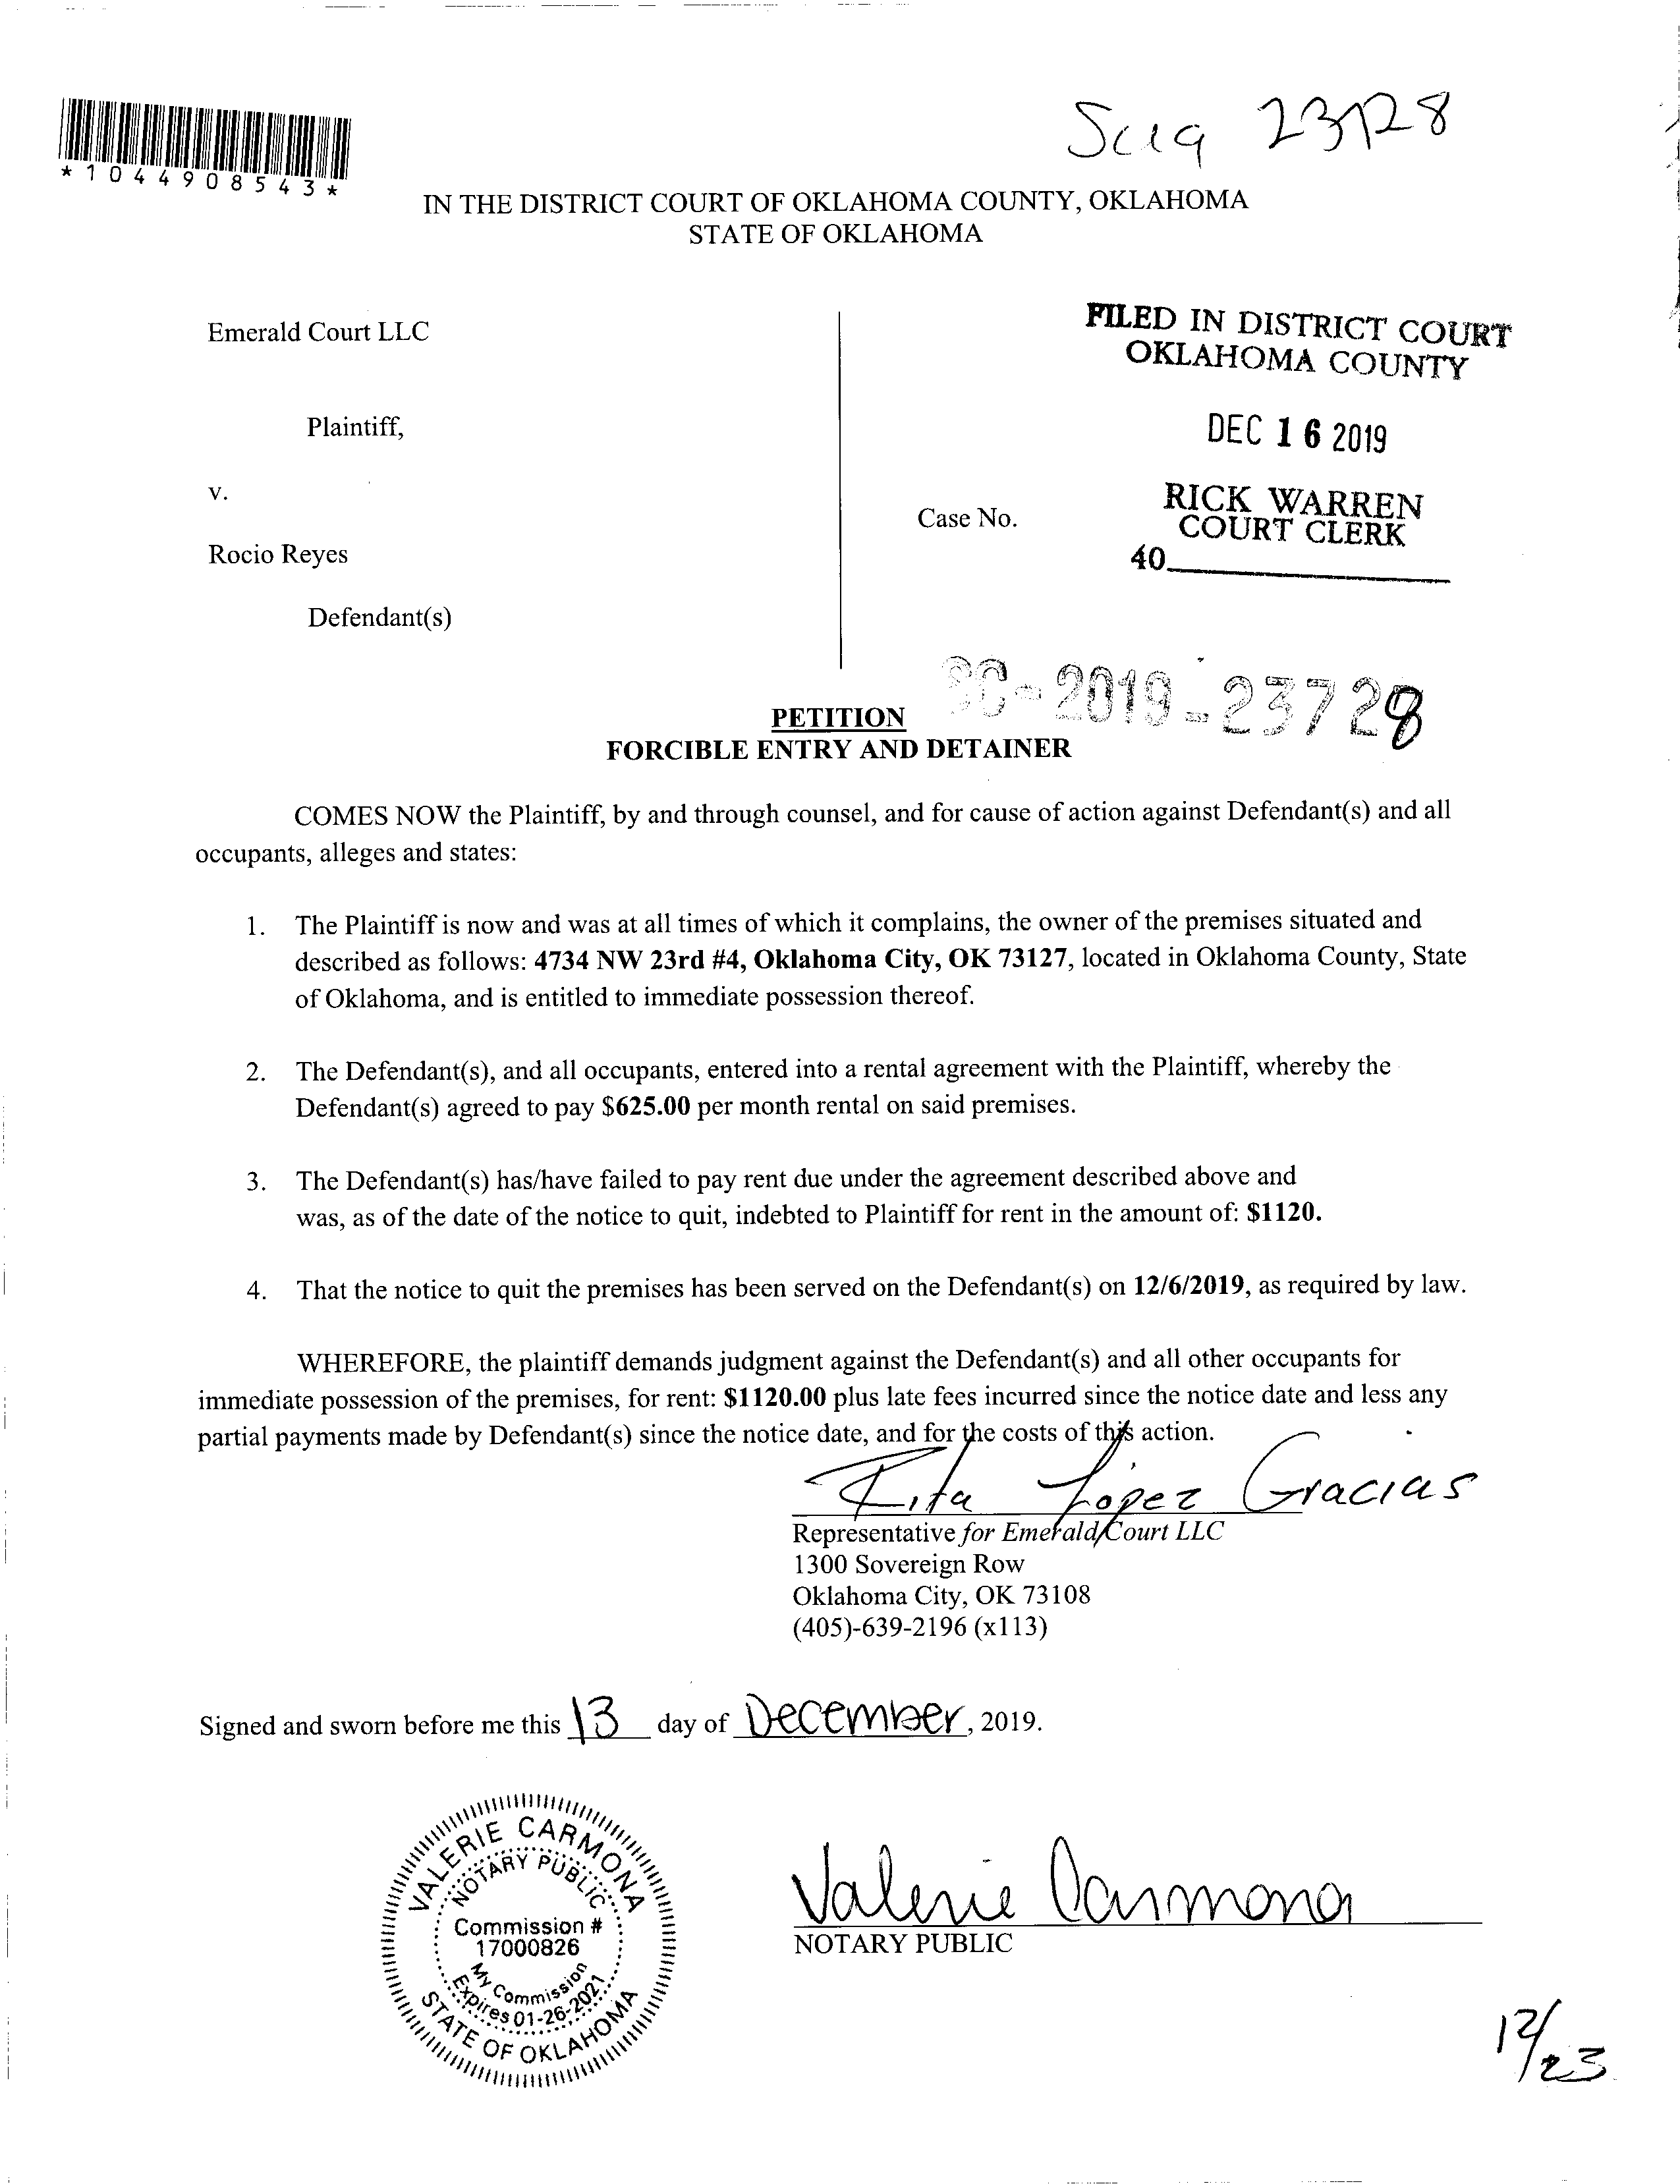 *1044908543*
Sc19 23728
IN THE DISTRICT COURT OF OKLAHOMA COUNTY, OKLAHOMA
STATE OF OKLAHOMA
Emerald Court LLC
Plaintiff,
v.
Rocio Reyes
Defendant(s)
FILED IN DISTRICT COURT
OKLAHOMA COUNTY
DEC 16 2019
RICK WARREN
COURT CLERK
40
Case No.
SC-2019-23728
PETITION
FORCIBLE ENTRY AND DETAINER
COMES NOW the Plaintiff, by and through counsel, and for cause of action against Defendant(s) and all
occupants, alleges and states:
1. The Plaintiff is now and was at all times of which it complains, the owner of the premises situated and
described as follows: 4734 NW 23rd #4, Oklahoma City, OK 73127, located in Oklahoma County, State
of Oklahoma, and is entitled to immediate possession thereof.
2. The Defendant(s), and all occupants, entered into a rental agreement with the Plaintiff, whereby the
Defendant(s) agreed to pay $625.00 per month rental on said premises.
3. The Defendant(s) has/have failed to pay rent due under the agreement described above and
was, as of the date of the notice to quit, indebted to Plaintiff for rent in the amount of: $1120.
4. That the notice to quit the premises has been served on the Defendant(s) on 12/6/2019, as required by law.
WHEREFORE, the plaintiff demands judgment against the Defendant(s) and all other occupants for
immediate possession of the premises, for rent: $1120.00 plus late fees incurred since the notice date and less any
partial payments made by Defendant(s) since the notice date, and for the costs of this action.
Rita Lopez Gracias
Representative for Emerald Court LLC
1300 Sovereign Row
Oklahoma City, OK 73108
(405)-639-2196 (x113)
Signed and sworn before me this 13 day of December, 2019.
VALERIE CARMONA
NOTARY PUBLIC
Commission #
17000826
My Commission
Expires 01-26-2021
STATE OF OKLAHOMA
Valerie Carmona
NOTARY PUBLIC
12/23